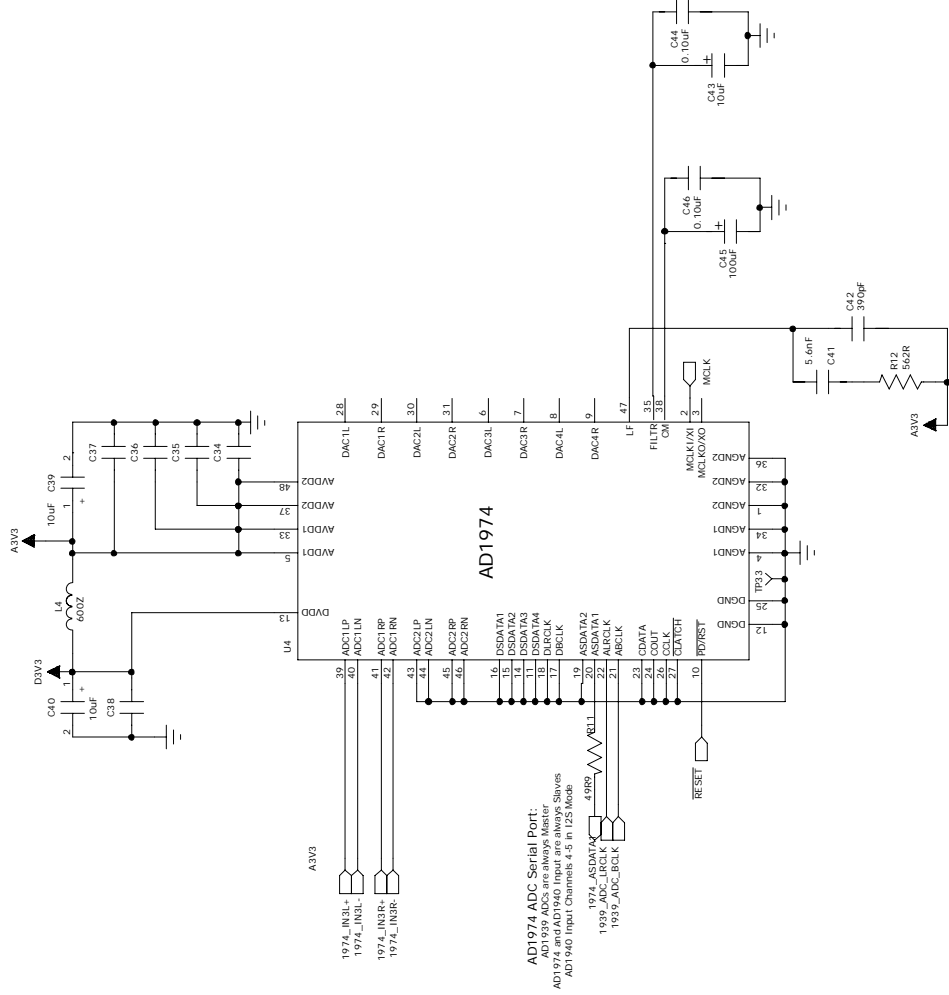 C44
0.10uF
+
C43
10uF
C46
0.10uF
+
C45
100uF
C42
390pF
5.6nF
C41
R12
562R
A3V3
MCLK
A3V3
D3V3
L4
600Z
1
+
C40
10uF
2
C38
10uF
C39
1
2
+
C37
C36
C35
C34
U4
AD1974
13
DVDD
5
AVDD1
33
AVDD1
37
AVDD2
48
AVDD2
28
DAC1L
29
DAC1R
30
DAC2L
31
DAC2R
6
DAC3L
7
DAC3R
8
DAC4L
9
DAC4R
47
LF
35
FILTR
38
CM
2
MCLKI/XI
3
MCLKO/XO
39
ADC1LP
40
ADC1LN
41
ADC1RP
42
ADC1RN
43
ADC2LP
44
ADC2LN
45
ADC2RP
46
ADC2RN
16
DSDATA1
15
DSDATA2
14
DSDATA3
11
DSDATA4
18
DLRCLK
17
DBCLK
19
ASDATA2
20
ASDATA1
22
ALRCLK
21
ABCLK
23
CDATA
24
COUT
26
CCLK
27
CLATCH
10
PD/RST
12
DGND
25
DGND
TP33
4
AGND1
34
AGND1
1
AGND2
32
AGND2
36
AGND2
A3V3
1974_IN3L+
1974_IN3L-
1974_IN3R+
1974_IN3R-
AD1974 ADC Serial Port:
AD1939 ADCs are always Master
AD1974 and AD1940 Input are always Slaves
AD1940 Input Channels 4-5 in I2S Mode
R11
49R9
1939_ADC_LRCLK
1939_ADC_BCLK
RESET